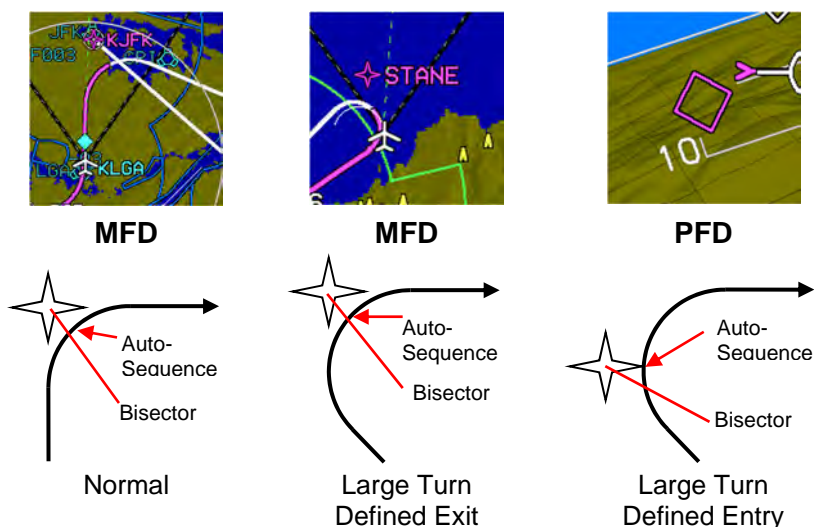 JFK KJFK
F003
KLGA
STANE
10
MFD
MFD
PFD
Auto-
Sequence
Bisector
Auto-
Sequence
Bisector
Auto-
Sequence
Bisector
Normal
Large Turn
Defined Exit
Large Turn
Defined Entry